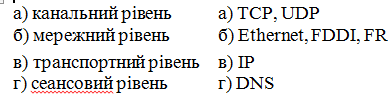 а) канальний рівень а) TCP, UDP
б) мережний рівень б) Ethernet, FDDI, FR
в) транспортний рівень в) IP
г) сеансовий рівень г) DNS